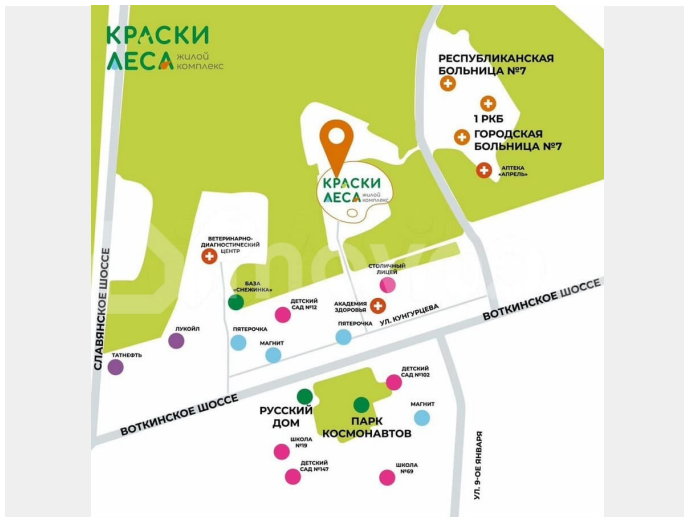 КРАСКИ
ЛЕСА
жилой
комплекс
РЕСПУБЛИКАНСКАЯ
БОЛЬНИЦА №7
1 РКБ
ГОРОДСКАЯ
БОЛЬНИЦА №7
АПТЕКА
«АПРЕЛЬ»
КРАСКИ
ЛЕСА
жилой
комплекс
ВЕТЕРИНАРНО-
ДИАГНОСТИЧЕСКИЙ
ЦЕНТР
СТОЛИЧНЫЙ
ЛИЦЕЙ
БАЗА
«СНЕЖИНКА»
ДЕТСКИЙ
САД №12
АКАДЕМИЯ
ЗДОРОВЬЯ
УЛ. КУНГУРЦЕВА
ВОТКИНСКОЕ ШОССЕ
СЛАВЯНСКОЕ ШОССЕ
ЛУКОЙЛ
ПЯТЕРОЧКА
МАГНИТ
ПЯТЕРОЧКА
ТАТНЕФТЬ
ДЕТСКИЙ
САД №102
ВОТКИНСКОЕ ШОССЕ
РУССКИЙ
ДОМ
ПАРК
КОСМОНАВТОВ
МАГНИТ
ШКОЛА
№19
ДЕТСКИЙ
САД №147
ШКОЛА
№69
УЛ. 9-ОЕ ЯНВАРЯ